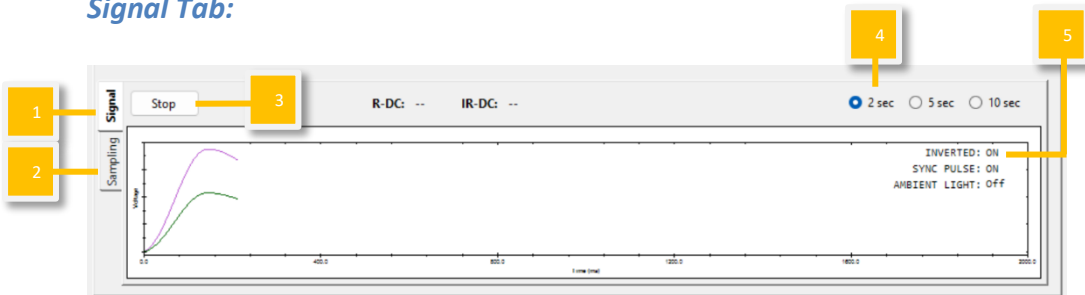 Signal Tab:
4
5
1
Signal
Stop
3
R-DC: --
IR-DC: --
2 sec
5 sec
10 sec
2
Sampling
INVERTED: ON
SYNC PULSE: ON
AMBIENT LIGHT: Off
Voltage
0.0
400.0
800.0
1200.0
1600.0
2000.0
Time (ms)